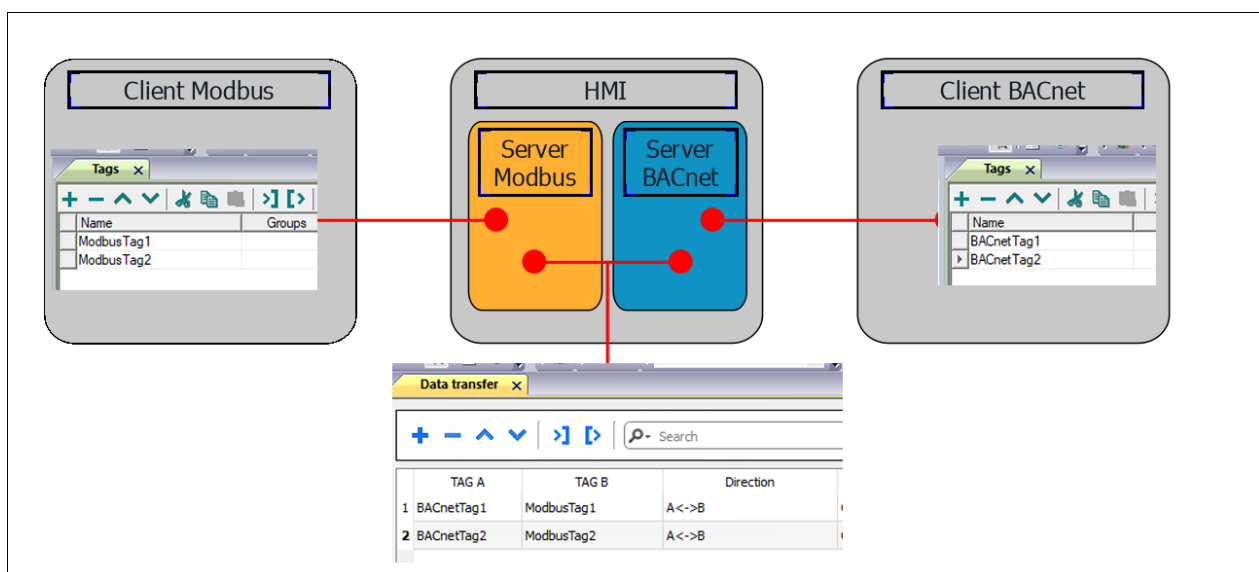 Client Modbus
Tags x
Name Groups
ModbusTag1
ModbusTag2
HMI
Server Modbus
Server BACnet
Client BACnet
Tags x
Name
BACnetTag1
BACnetTag2
Data transfer x
Search
TAG A TAG B Direction
1 BACnetTag1 ModbusTag1 A<->B
2 BACnetTag2 ModbusTag2 A<->B